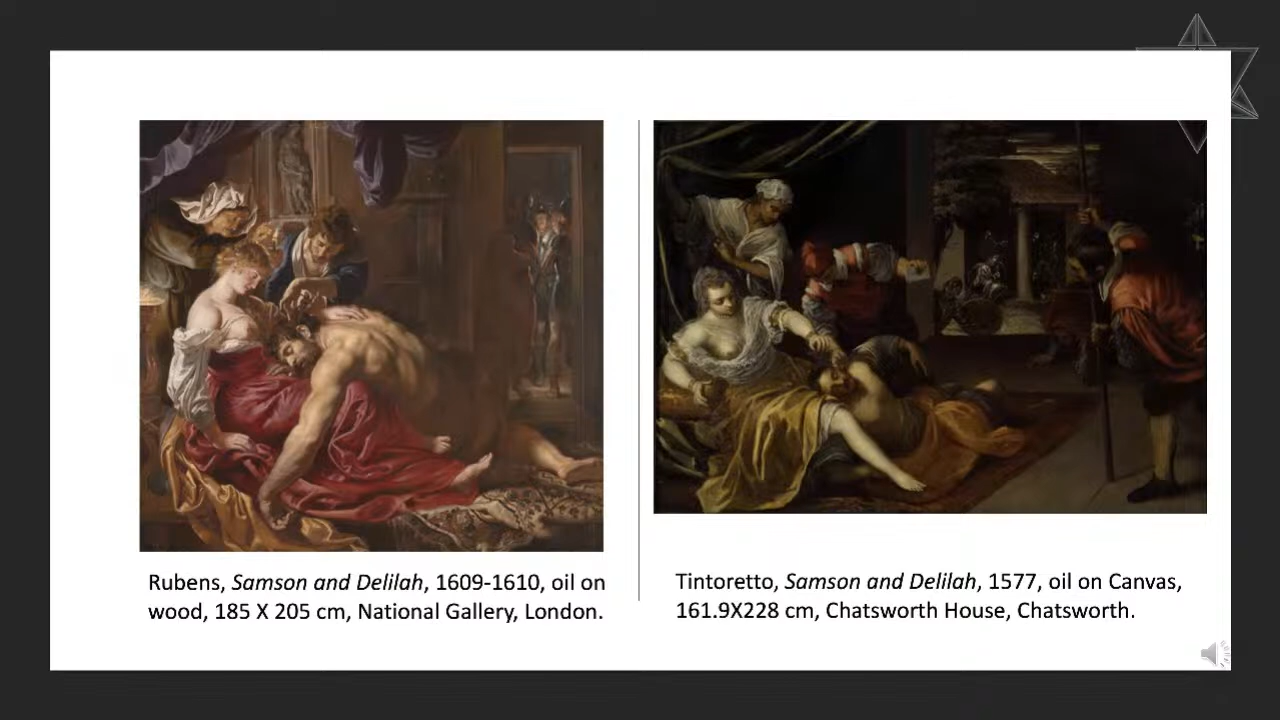 Rubens, Samson and Delilah, 1609-1610, oil on
wood, 185 X 205 cm, National Gallery, London.
Tintoretto, Samson and Delilah, 1577, oil on Canvas,
161.9X228 cm, Chatsworth House, Chatsworth.